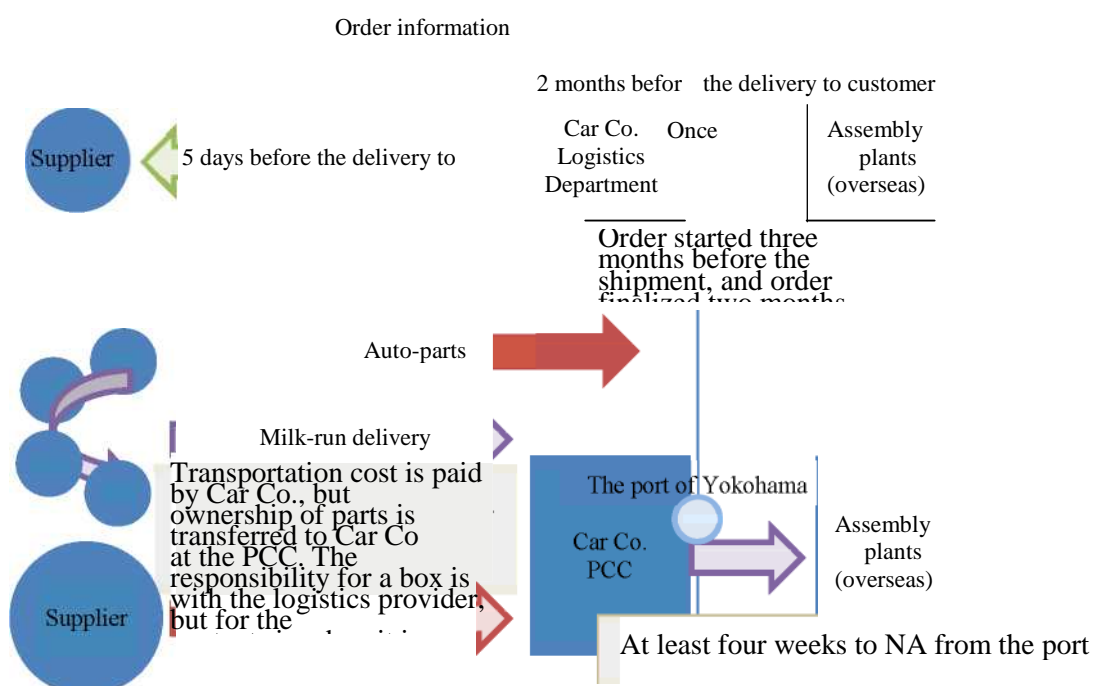 Order information
2 months befor the delivery to customer
Supplier
5 days before the delivery to
Car Co.
Logistics
Department
Once
Assembly
plants
(overseas)
Order started three
months before the
shipment, and order
finalized two months
Auto-parts
Milk-run delivery
Transportation cost is paid
by Car Co., but
ownership of parts is
transferred to Car Co
at the PCC. The
responsibility for a box is
with the logistics provider,
but for the
The port of Yokohama
Car Co.
PCC
Assembly
plants
(overseas)
Supplier
At least four weeks to NA from the port